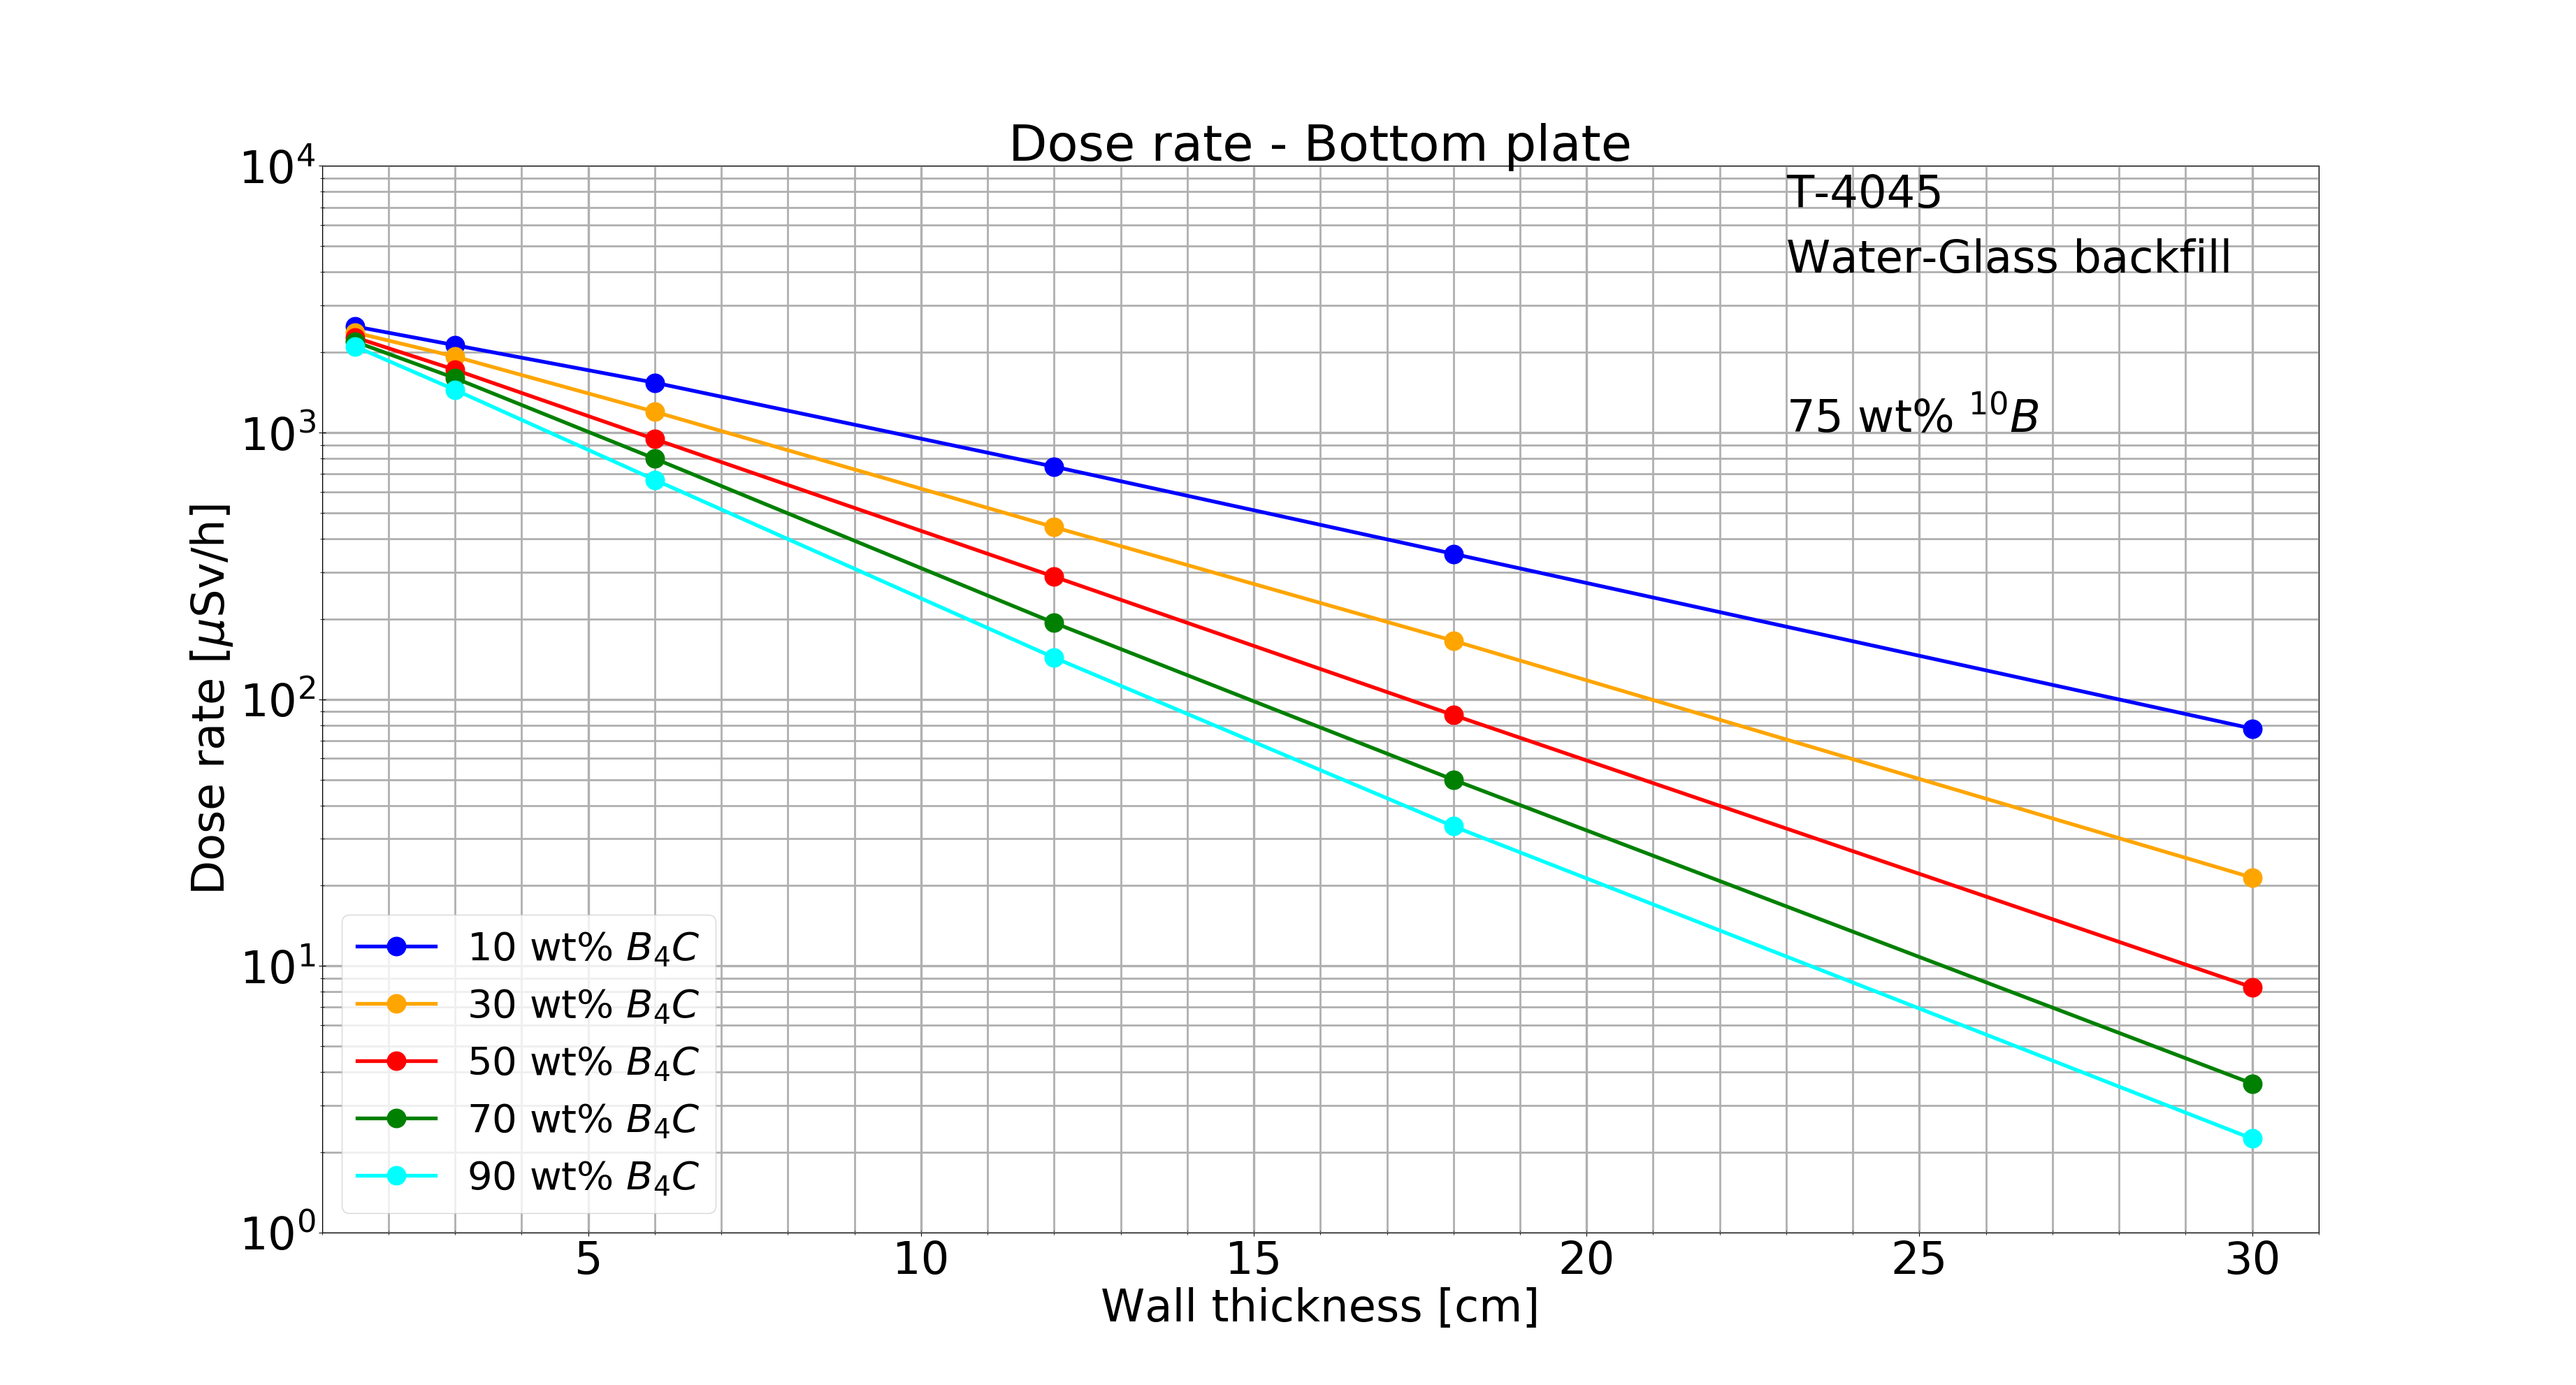 Dose rate - Bottom plate
T-4045
Water-Glass backfill
75 wt% ¹⁰B
Dose rate [μSv/h]
10⁴
10³
10²
10¹
10⁰
10 wt% B₄C
30 wt% B₄C
50 wt% B₄C
70 wt% B₄C
90 wt% B₄C
5 10 15 20 25 30
Wall thickness [cm]